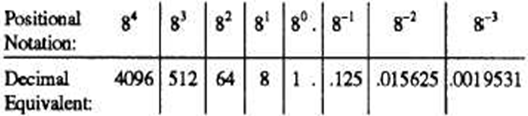 Positional Notation: 8⁴ 8³ 8² 8¹ 8⁰ . 8⁻¹ 8⁻² 8⁻³
Decimal Equivalent: 4096 512 64 8 1 . .125 .015625 .0019531